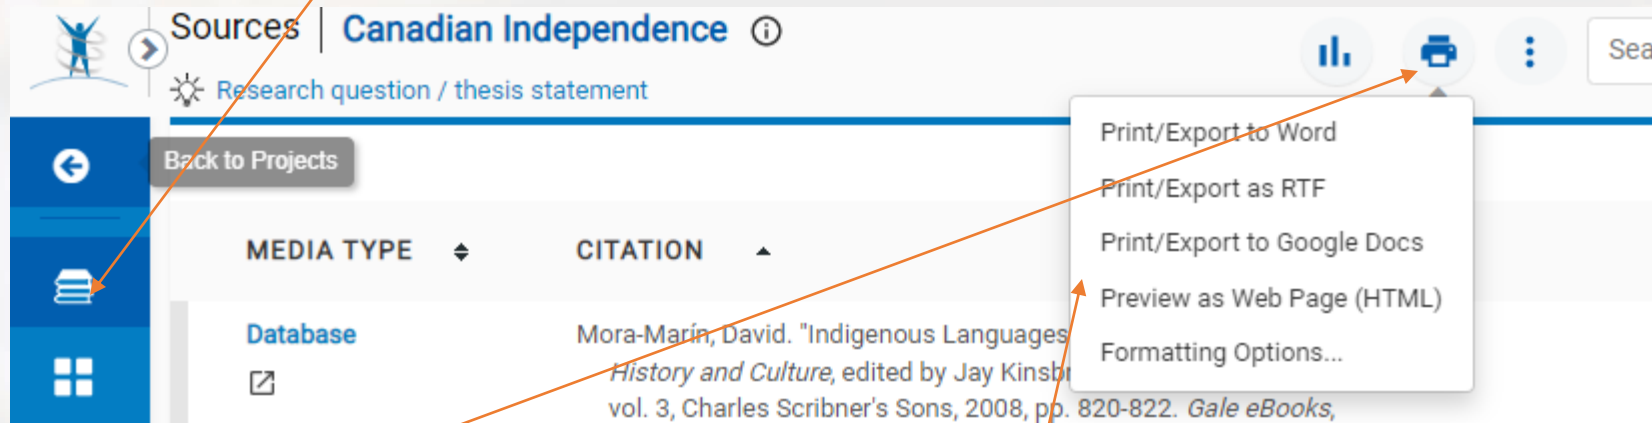 Sources | Canadian Independence
Sea
Research question / thesis statement
Back to Projects
Print/Export to Word
Print/Export as RTF
Print/Export to Google Docs
Preview as Web Page (HTML)
Formatting Options...
MEDIA TYPE
CITATION
Database
Mora-Marín, David. "Indigenous Languages
History and Culture, edited by Jay Kinsb
vol. 3, Charles Scribner's Sons, 2008, pp. 820-822. Gale eBooks,